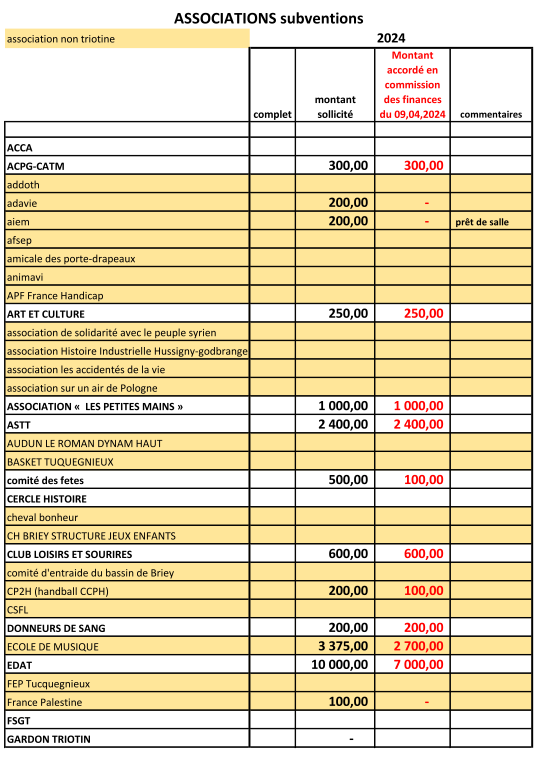 ASSOCIATIONS subventions
association non triotine 2024
complet montant sollicité Montant accordé en commission des finances du 09,04,2024 commentaires
ACCA
ACPG-CATM 300,00 300,00
addoth
adavie 200,00 -
aiem 200,00 - prêt de salle
afsep
amicale des porte-drapeaux
animavi
APF France Handicap
ART ET CULTURE 250,00 250,00
association de solidarité avec le peuple syrien
association Histoire Industrielle Hussigny-godbrange
association les accidentés de la vie
association sur un air de Pologne
ASSOCIATION « LES PETITES MAINS » 1 000,00 1 000,00
ASTT 2 400,00 2 400,00
AUDUN LE ROMAN DYNAM HAUT
BASKET TUQUEGNIEUX
comité des fetes 500,00 100,00
CERCLE HISTOIRE
cheval bonheur
CH BRIEY STRUCTURE JEUX ENFANTS
CLUB LOISIRS ET SOURIRES 600,00 600,00
comité d'entraide du bassin de Briey
CP2H (handball CCPH) 200,00 100,00
CSFL
DONNEURS DE SANG 200,00 200,00
ECOLE DE MUSIQUE 3 375,00 2 700,00
EDAT 10 000,00 7 000,00
FEP Tucquegnieux
France Palestine 100,00 -
FSGT
GARDON TRIOTIN -